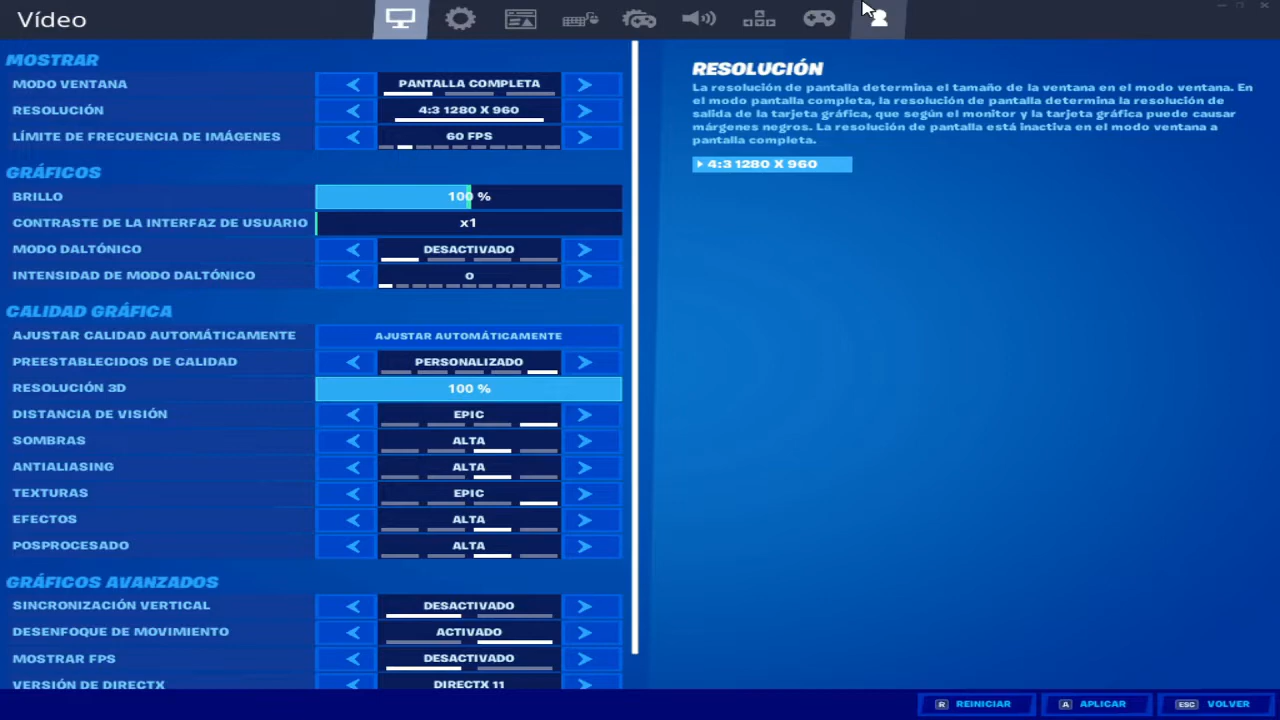 Vídeo
MOSTRAR
MODO VENTANA PANTALLA COMPLETA
RESOLUCIÓN 4:3 1280 X 960
LÍMITE DE FRECUENCIA DE IMÁGENES 60 FPS
GRÁFICOS
BRILLO 100 %
CONTRASTE DE LA INTERFAZ DE USUARIO x1
MODO DALTÓNICO DESACTIVADO
INTENSIDAD DE MODO DALTÓNICO 0
CALIDAD GRÁFICA
AJUSTAR CALIDAD AUTOMÁTICAMENTE AJUSTAR AUTOMÁTICAMENTE
PREESTABLECIDOS DE CALIDAD PERSONALIZADO
RESOLUCIÓN 3D 100 %
DISTANCIA DE VISIÓN EPIC
SOMBRAS ALTA
ANTIALIASING ALTA
TEXTURAS EPIC
EFECTOS ALTA
POSPROCESADO ALTA
GRÁFICOS AVANZADOS
SINCRONIZACIÓN VERTICAL DESACTIVADO
DESENFOQUE DE MOVIMIENTO ACTIVADO
MOSTRAR FPS DESACTIVADO
VERSIÓN DE DIRECTX DIRECTX 11
RESOLUCIÓN
La resolución de pantalla determina el tamaño de la ventana en el modo ventana. En
el modo pantalla completa, la resolución de pantalla determina la resolución de
salida de la tarjeta gráfica, que según el monitor y la tarjeta gráfica puede causar
márgenes negros. La resolución de pantalla está inactiva en el modo ventana a
pantalla completa.
4:3 1280 X 960
R REINICIAR A APLICAR ESC VOLVER